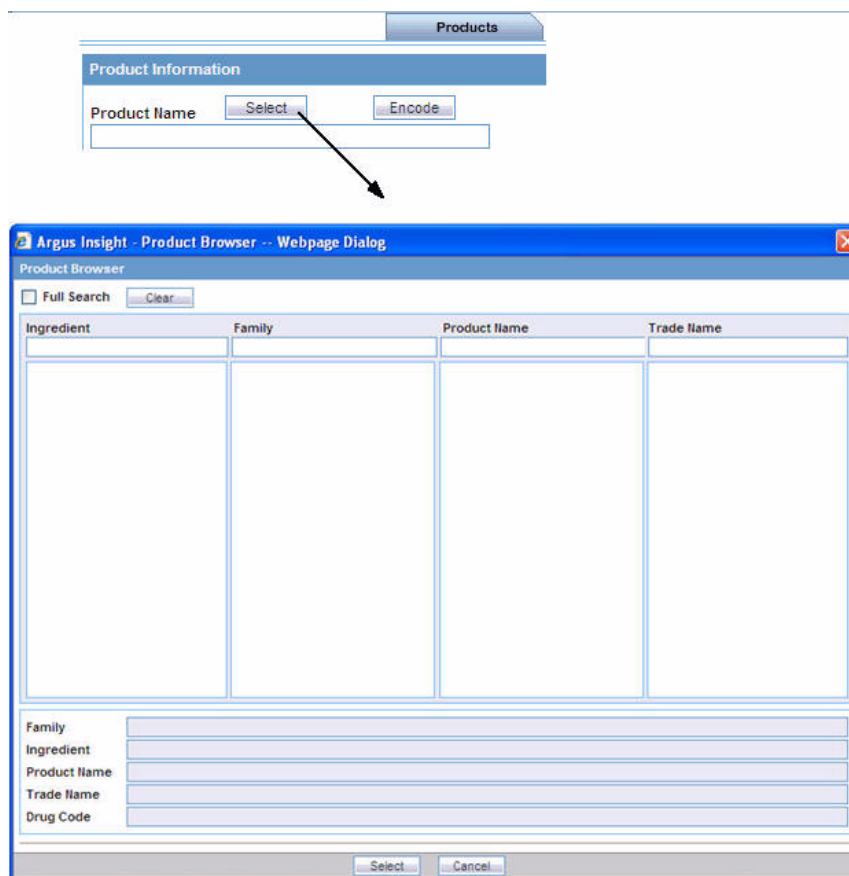 Products
Product Information
Product Name Select Encode
Argus Insight - Product Browser -- Webpage Dialog
Product Browser
Full Search Clear
Ingredient Family Product Name Trade Name
Family
Ingredient
Product Name
Trade Name
Drug Code
Select Cancel